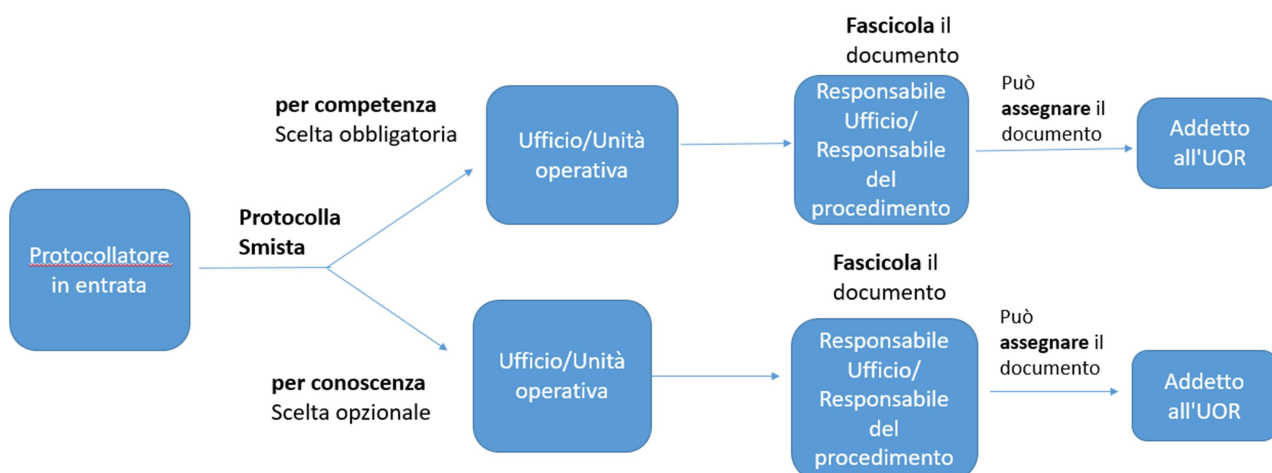 Protocollatore
in entrata
Protocolla
Smista
per competenza
Scelta obbligatoria
Ufficio/Unità
operativa
Fascicola il
documento
Responsabile
Ufficio/
Responsabile
del
procedimento
Può
assegnare il
documento
Addetto
all'UOR
per conoscenza
Scelta opzionale
Ufficio/Unità
operativa
Fascicola il
documento
Responsabile
Ufficio/
Responsabile
del
procedimento
Può
assegnare il
documento
Addetto
all'UOR